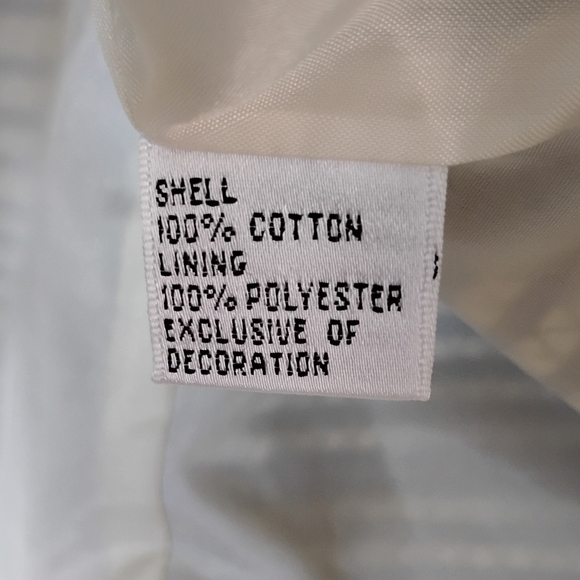 SHELL
100% COTTON
LINING
100% POLYESTER
EXCLUSIVE OF
DECORATION